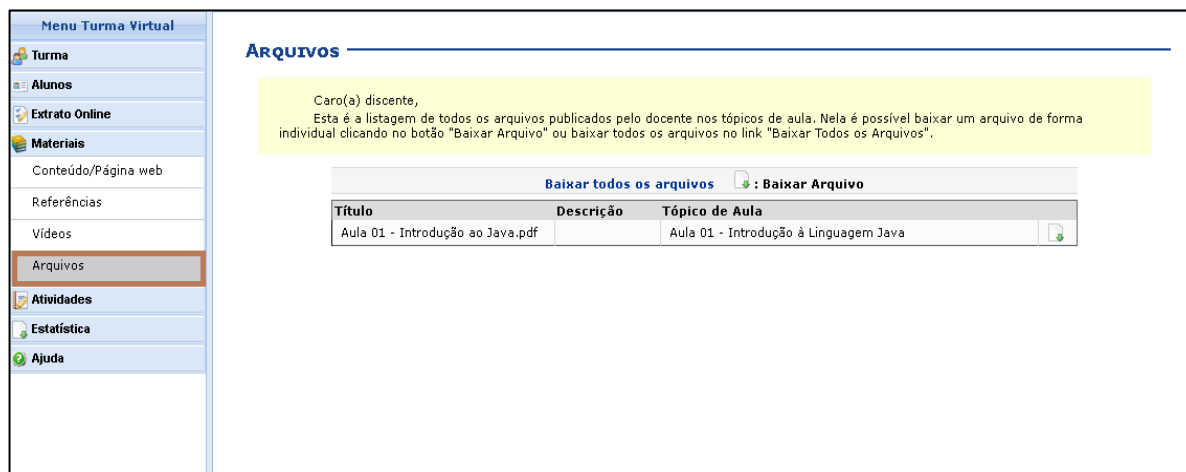 Menu Turma Virtual
Turma
Alunos
Extrato Online
Materiais
Conteúdo/Página web
Referências
Vídeos
Arquivos
Atividades
Estatística
Ajuda
Arquivos
Caro(a) discente,
Esta é a listagem de todos os arquivos publicados pelo docente nos tópicos de aula. Nela é possível baixar um arquivo de forma
individual clicando no botão "Baixar Arquivo" ou baixar todos os arquivos no link "Baixar Todos os Arquivos".
Baixar todos os arquivos : Baixar Arquivo
Título Descrição Tópico de Aula
Aula 01 - Introdução ao Java.pdf Aula 01 - Introdução à Linguagem Java